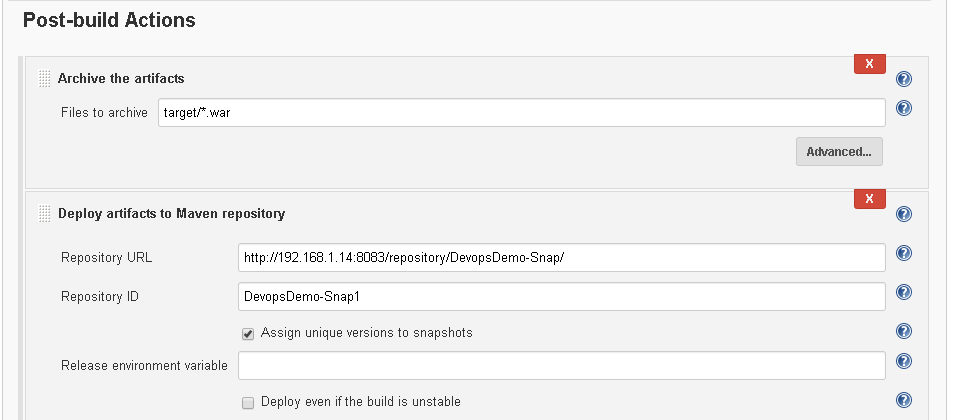 Post-build Actions
X
Archive the artifacts
?
Files to archive target/*.war ?
Advanced...
X
Deploy artifacts to Maven repository ?
Repository URL http://192.168.1.14:8083/repository/DevopsDemo-Snap/ ?
Repository ID DevopsDemo-Snap1 ?
Assign unique versions to snapshots ?
Release environment variable ?
Deploy even if the build is unstable ?